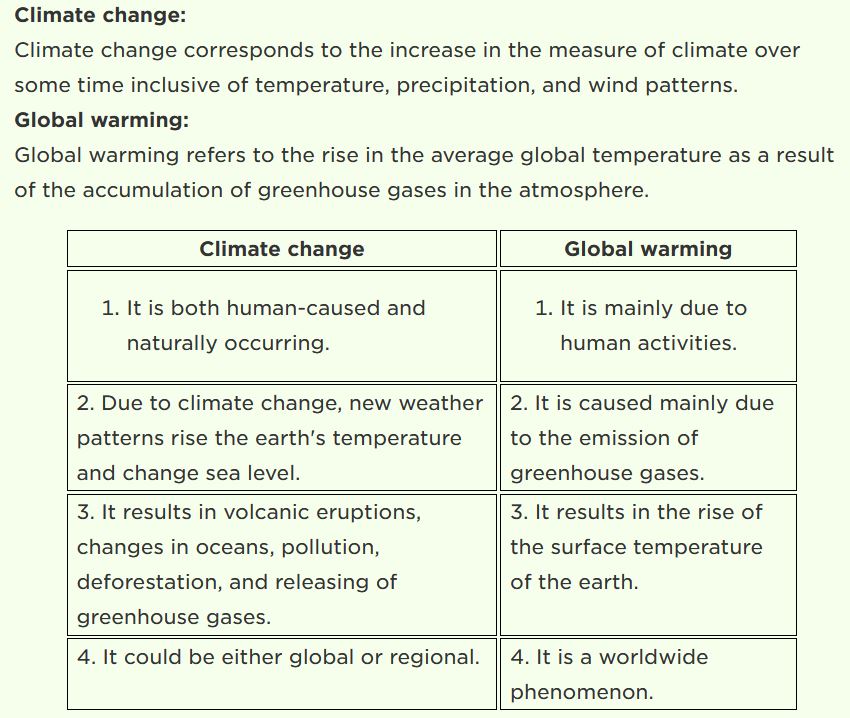 Climate change:
Climate change corresponds to the increase in the measure of climate over
some time inclusive of temperature, precipitation, and wind patterns.
Global warming:
Global warming refers to the rise in the average global temperature as a result
of the accumulation of greenhouse gases in the atmosphere.
Climate change
Global warming
1. It is both human-caused and
naturally occurring.
1. It is mainly due to
human activities.
2. Due to climate change, new weather
patterns rise the earth's temperature
and change sea level.
2. It is caused mainly due
to the emission of
greenhouse gases.
3. It results in volcanic eruptions,
changes in oceans, pollution,
deforestation, and releasing of
greenhouse gases.
3. It results in the rise of
the surface temperature
of the earth.
4. It could be either global or regional.
4. It is a worldwide
phenomenon.